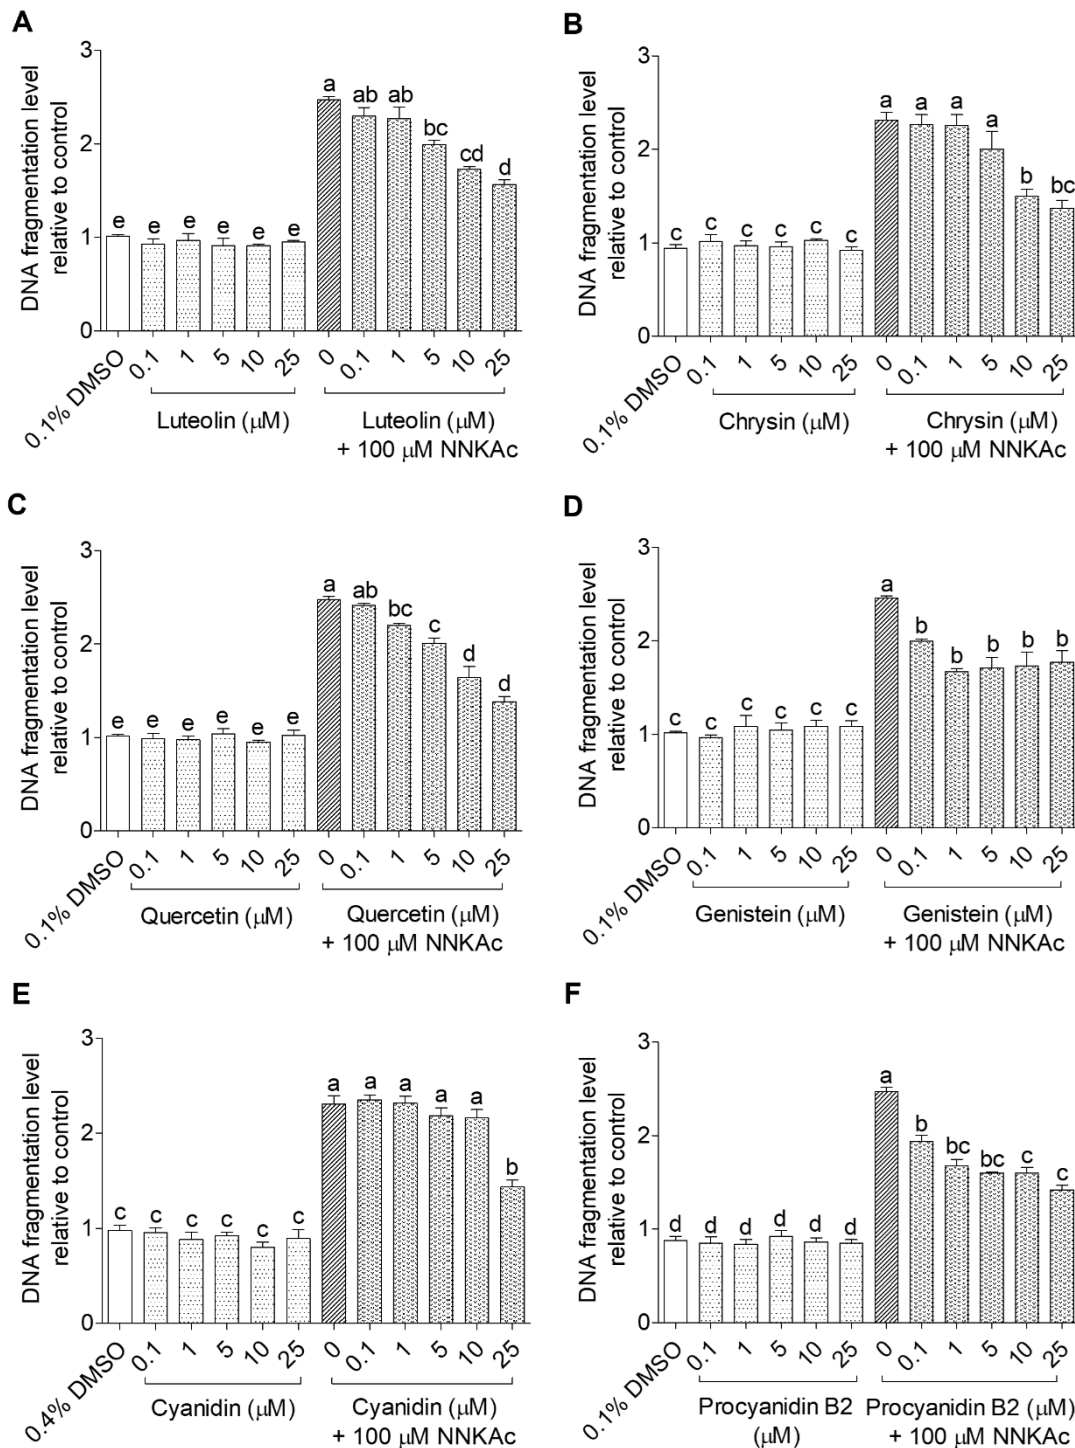 A
DNA fragmentation level
relative to control
3
2
1
0
e e e e e e a ab ab bc cd d
0.1% DMSO 0.1 1 5 10 25 0 0.1 1 5 10 25
Luteolin (μM) Luteolin (μM)
+ 100 μM NNKAc
B
DNA fragmentation level
relative to control
3
2
1
0
c c c c c c a a a a b bc
0.1% DMSO 0.1 1 5 10 25 0 0.1 1 5 10 25
Chrysin (μM) Chrysin (μM)
+ 100 μM NNKAc
C
DNA fragmentation level
relative to control
3
2
1
0
e e e e e e a ab bc c d d
0.1% DMSO 0.1 1 5 10 25 0 0.1 1 5 10 25
Quercetin (μM) Quercetin (μM)
+ 100 μM NNKAc
D
DNA fragmentation level
relative to control
3
2
1
0
c c c c c c a b b b b b
0.1% DMSO 0.1 1 5 10 25 0 0.1 1 5 10 25
Genistein (μM) Genistein (μM)
+ 100 μM NNKAc
E
DNA fragmentation level
relative to control
3
2
1
0
c c c c c c a a a a a b
0.4% DMSO 0.1 1 5 10 25 0 0.1 1 5 10 25
Cyanidin (μM) Cyanidin (μM)
+ 100 μM NNKAc
F
DNA fragmentation level
relative to control
3
2
1
0
d d d d d d a b bc bc c c
0.1% DMSO 0.1 1 5 10 25 0 0.1 1 5 10 25
Procyanidin B2 Procyanidin B2 (μM)
(μM) + 100 μM NNKAc